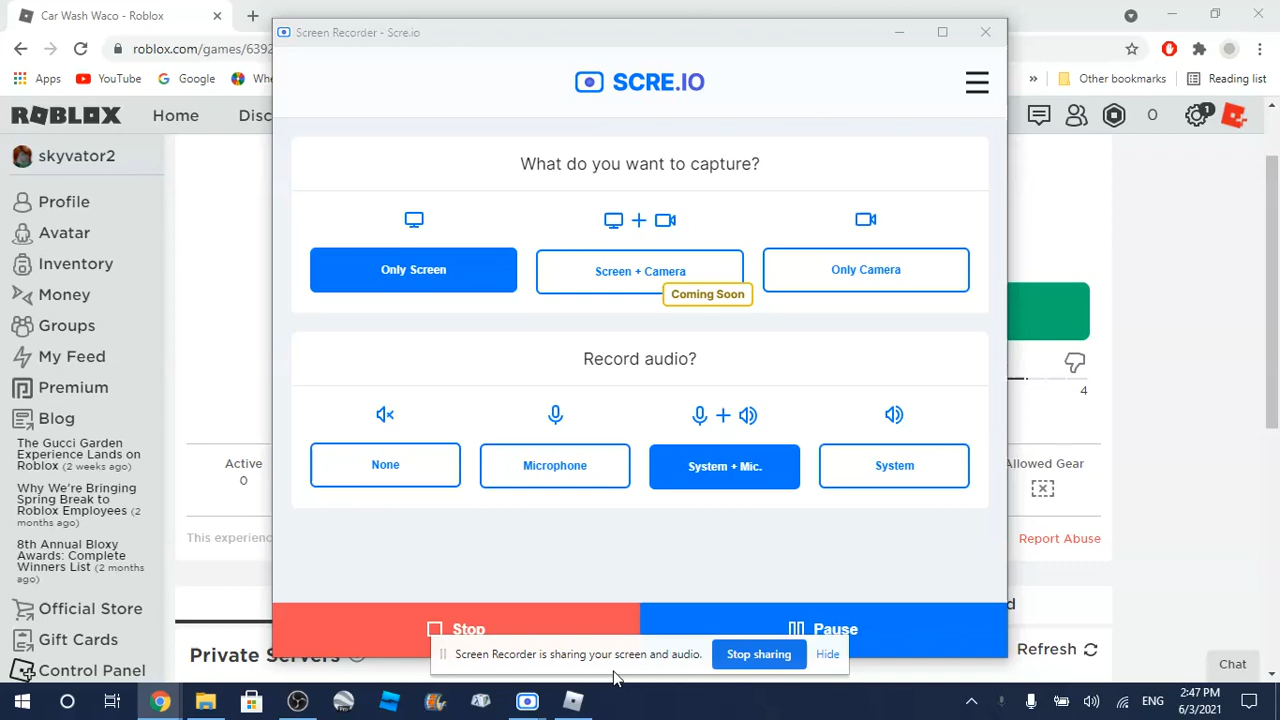 Car Wash Waco - Roblox
Screen Recorder - Scre.io
roblox.com/games/6392
Apps
YouTube
Google
Whe
Other bookmarks
Reading list
ROBLOX
Home
Disc
0
1
SCRE.IO
skyvator2
Profile
Avatar
Inventory
Money
Groups
My Feed
Premium
Blog
The Gucci Garden
Experience Lands on
Roblox (2 weeks ago)
Why We're Bringing
Spring Break to
Roblox Employees (2
months ago)
8th Annual Bloxy
Awards: Complete
Winners List (2 months
ago)
Official Store
Gift Cards
Control Panel
What do you want to capture?
Only Screen
Screen + Camera
Only Camera
Coming Soon
Record audio?
None
Microphone
System + Mic.
System
4
Active
0
Allowed Gear
This experienc
Report Abuse
Stop
Pause
Screen Recorder is sharing your screen and audio.
Stop sharing
Hide
Private Servers
Refresh
Chat
ENG
2:47 PM
6/3/2021